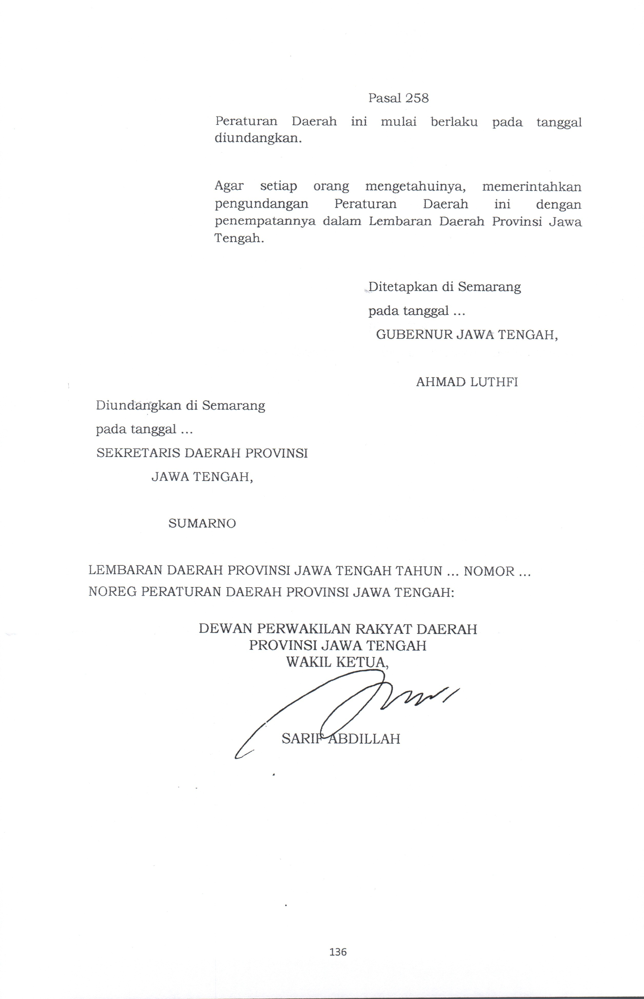 Pasal 258
Peraturan Daerah ini mulai berlaku pada tanggal
diundangkan.
Agar setiap orang mengetahuinya, memerintahkan
pengundangan Peraturan Daerah ini dengan
penempatannya dalam Lembaran Daerah Provinsi Jawa
Tengah.
Ditetapkan di Semarang
pada tanggal ...
GUBERNUR JAWA TENGAH,
AHMAD LUTHFI
Diundangkan di Semarang
pada tanggal ...
SEKRETARIS DAERAH PROVINSI
JAWA TENGAH,
SUMARNO
LEMBARAN DAERAH PROVINSI JAWA TENGAH TAHUN ... NOMOR ...
NOREG PERATURAN DAERAH PROVINSI JAWA TENGAH:
DEWAN PERWAKILAN RAKYAT DAERAH
PROVINSI JAWA TENGAH
WAKIL KETUA,
SARIF ABDILLAH
136